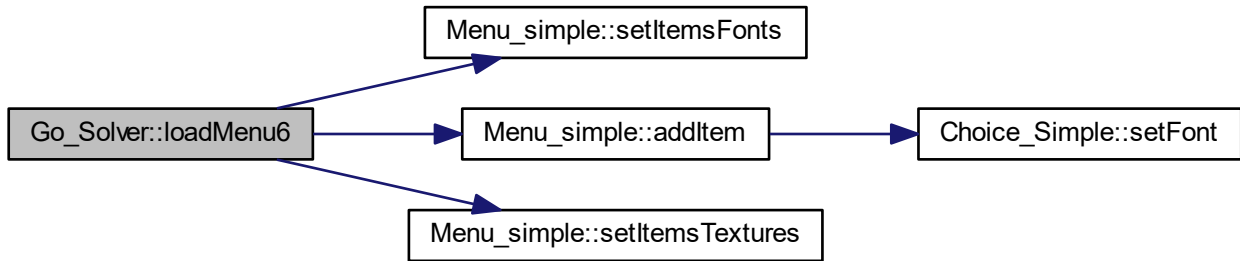 Menu_simple::setItemsFonts
Go_Solver::loadMenu6
Menu_simple::addItem
Choice_Simple::setFont
Menu_simple::setItemsTextures